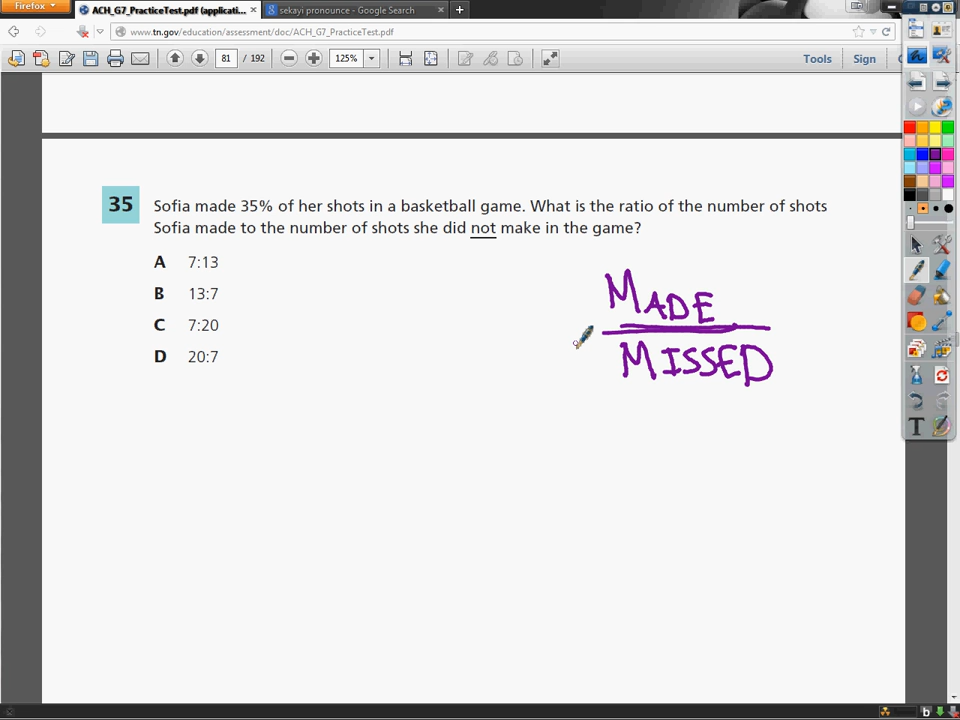 Firefox
ACH_G7_PracticeTest.pdf (applicati...
sekayi pronounce - Google Search
www.tn.gov/education/assessment/doc/ACH_G7_PracticeTest.pdf
81 / 192
125%
Tools
Sign
35 Sofia made 35% of her shots in a basketball game. What is the ratio of the number of shots
Sofia made to the number of shots she did not make in the game?
A 7:13
B 13:7
C 7:20
D 20:7
MADE
MISSED